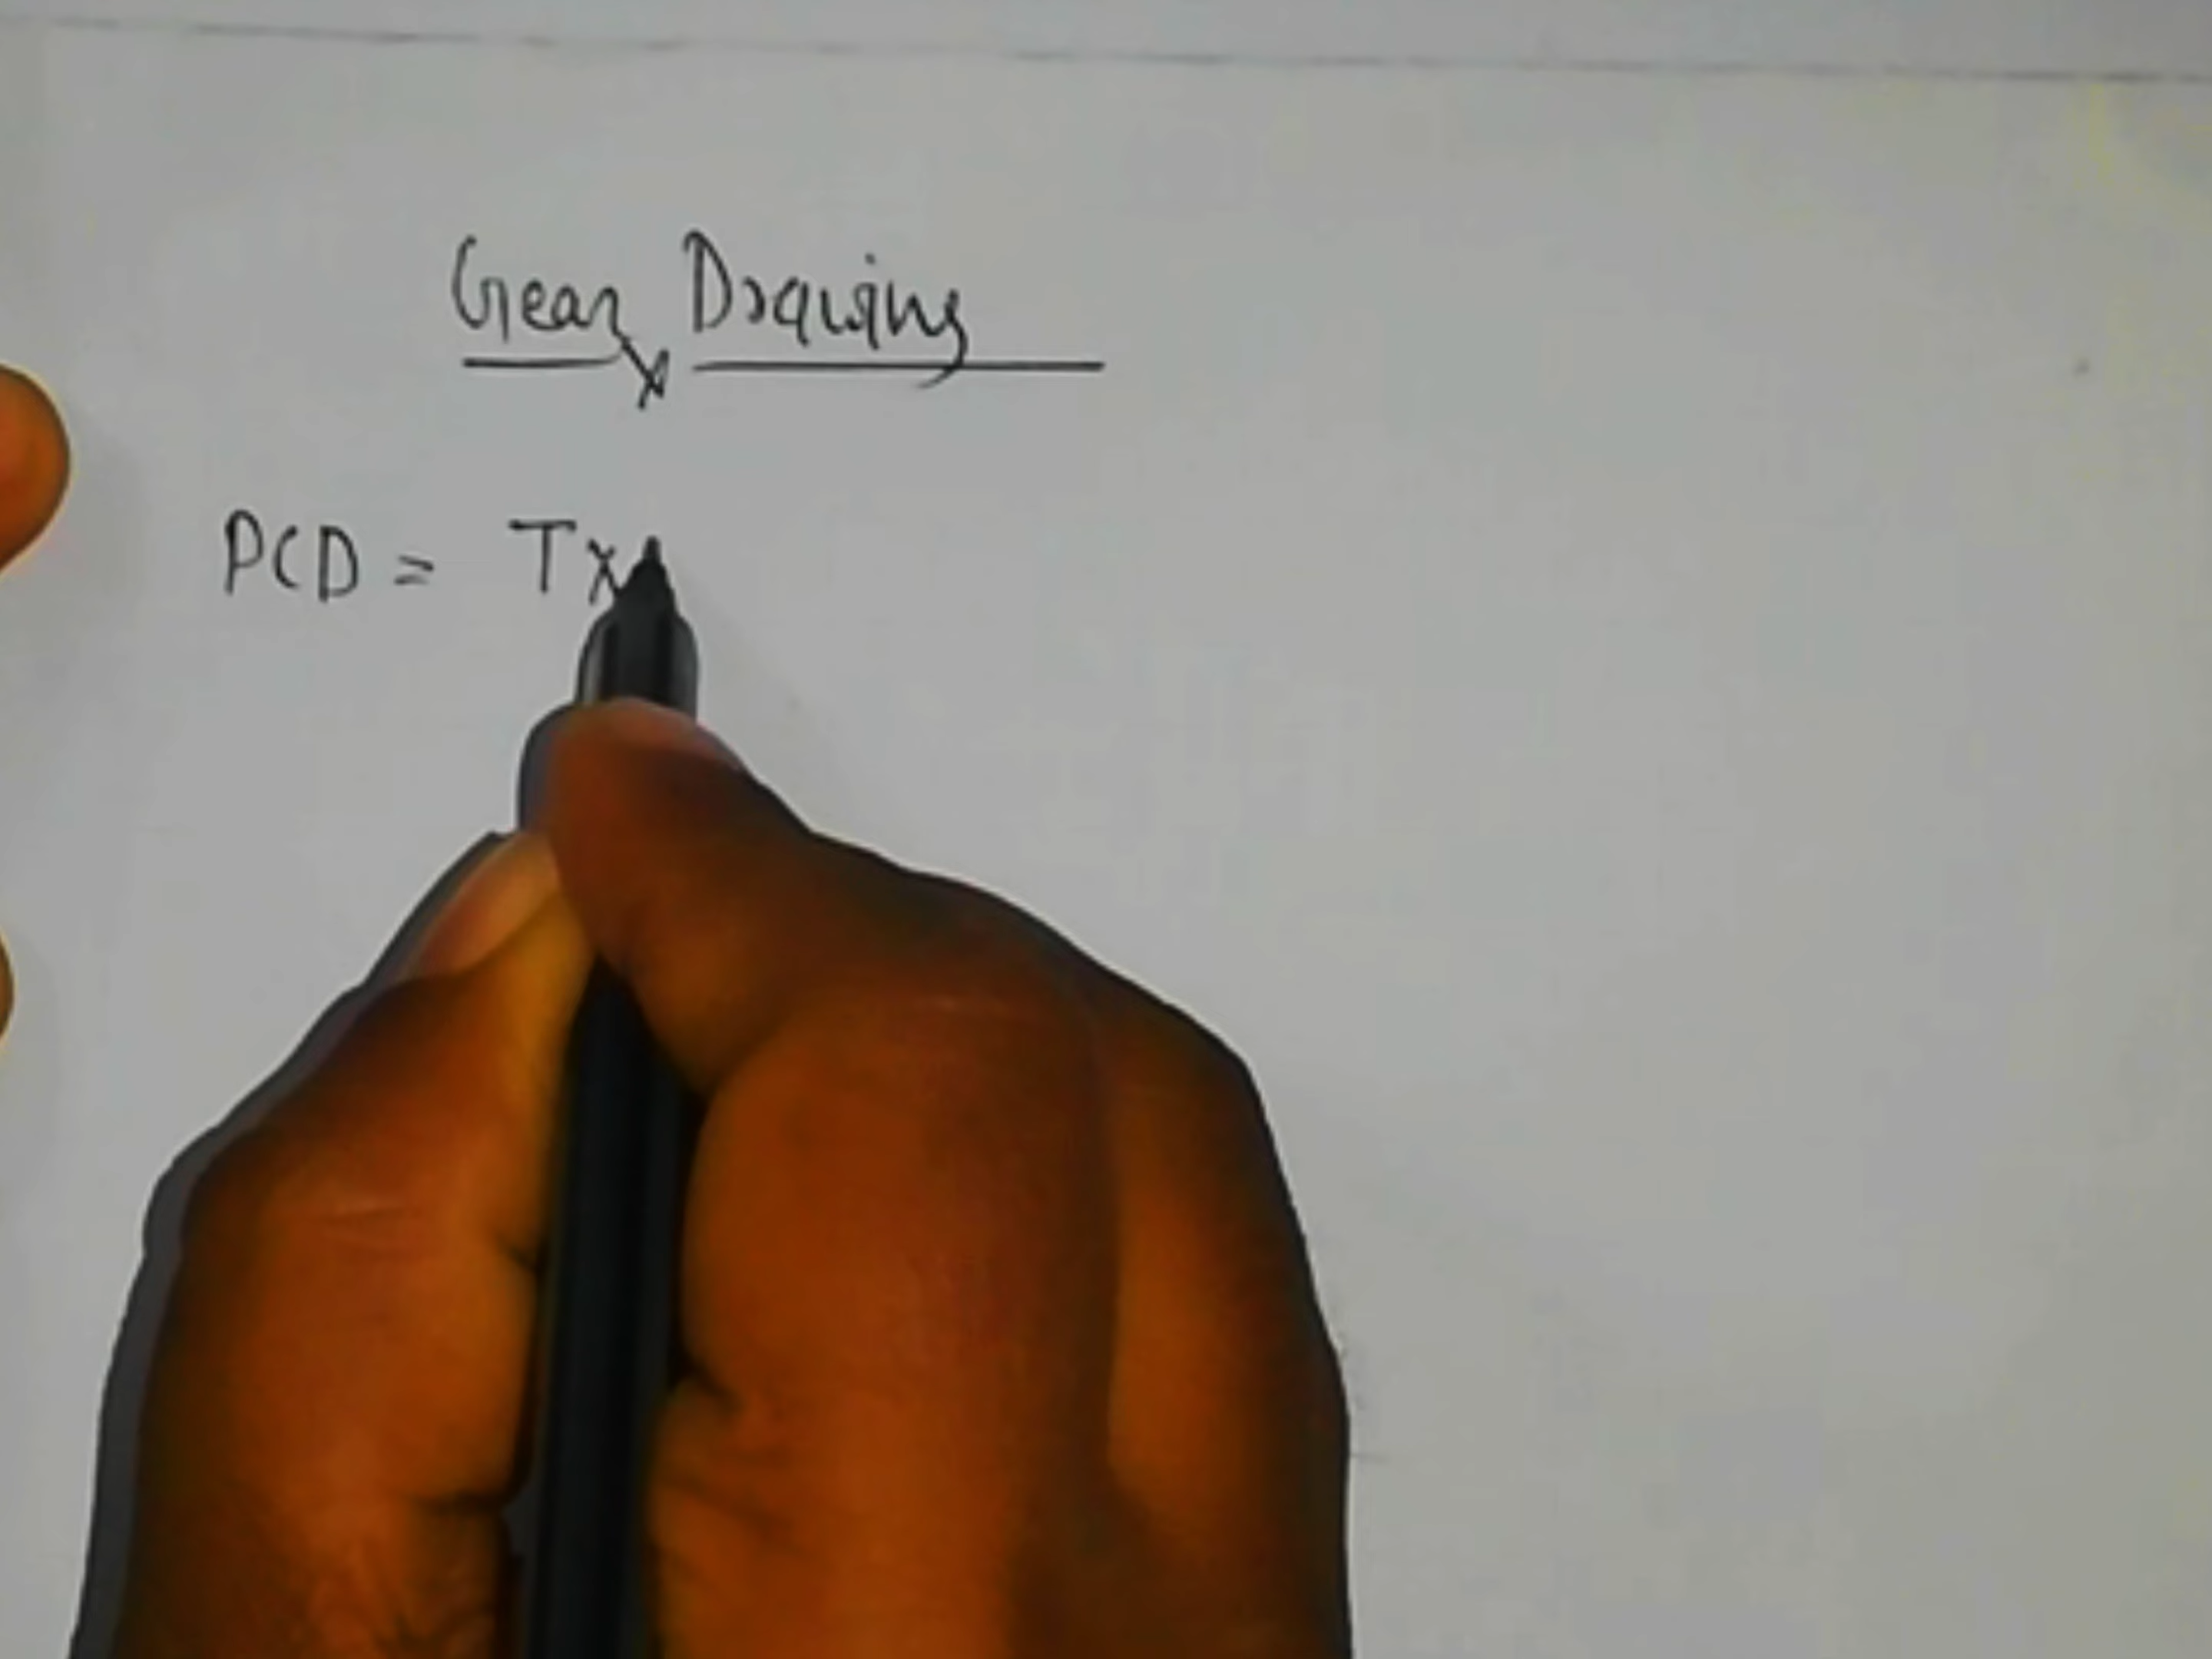 Gear Drawing
PCD = Tx